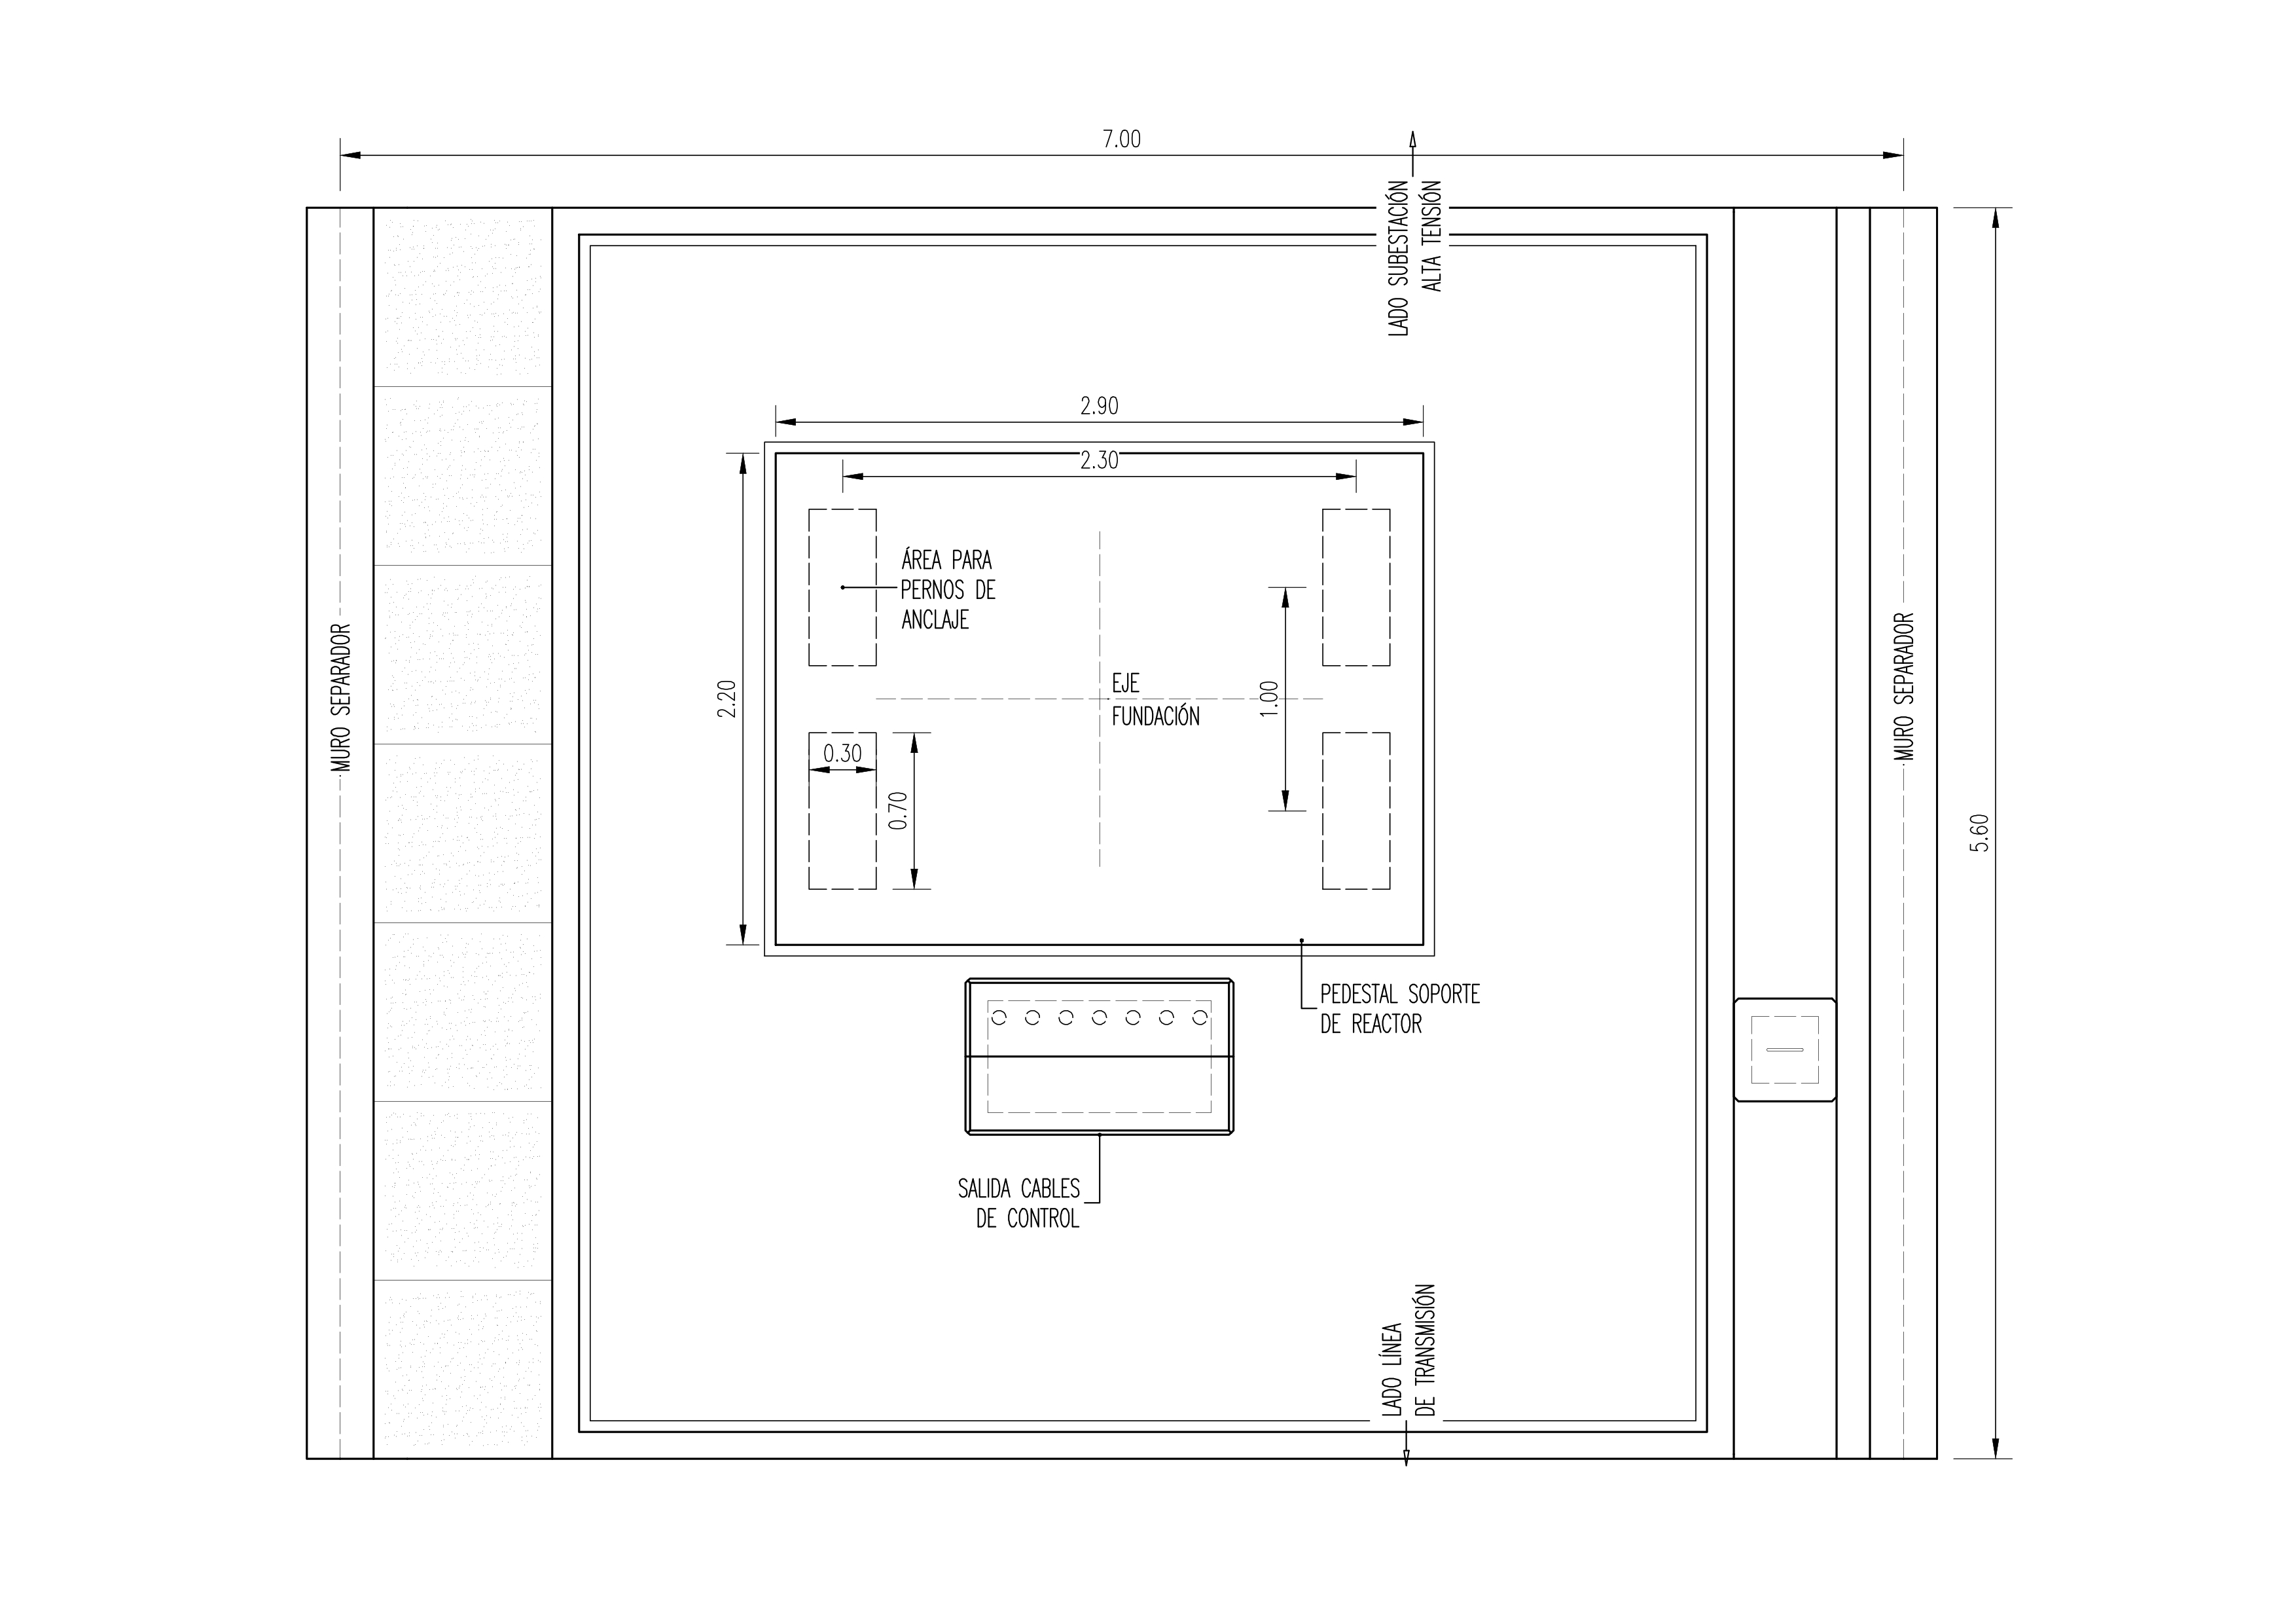 7.00
LADO SUBESTACIÓN
ALTA TENSIÓN
2.90
2.30
ÁREA PARA
PERNOS DE
ANCLAJE
MURO SEPARADOR
2.20
EJE
FUNDACIÓN
1.00
MURO SEPARADOR
0.30
0.70
5.60
PEDESTAL SOPORTE
DE REACTOR
SALIDA CABLES
DE CONTROL
LADO LÍNEA
DE TRANSMISIÓN